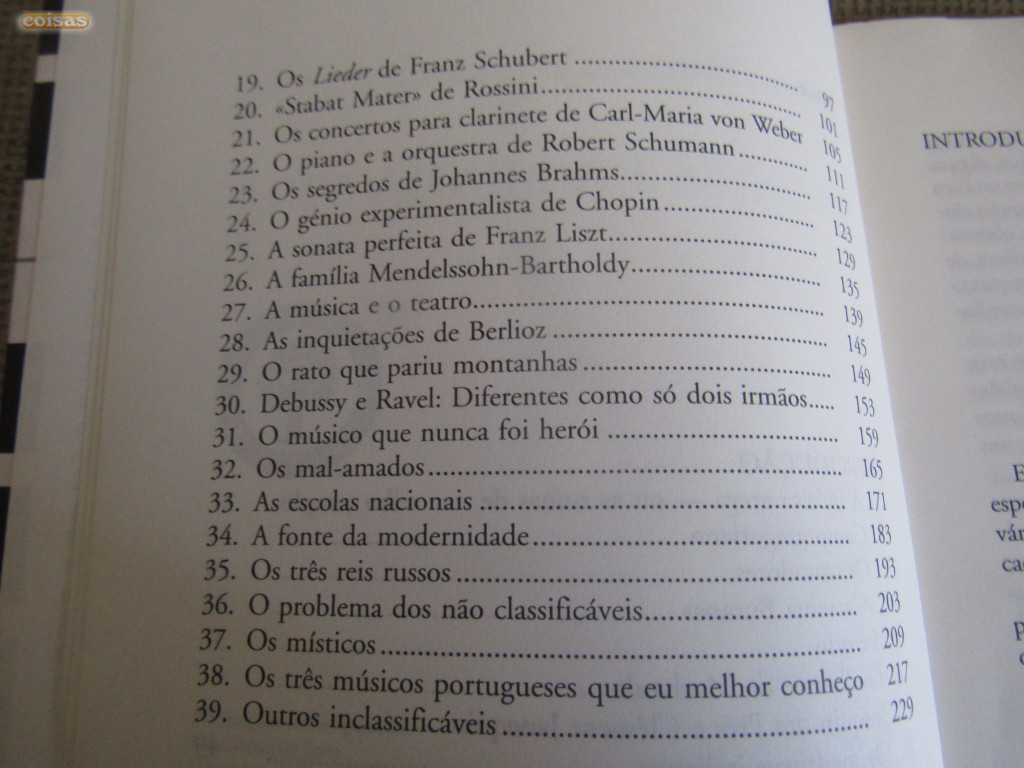 coisas
19. Os Lieder de Franz Schubert ........ 97
20. «Stabat Mater» de Rossini........ 101
21. Os concertos para clarinete de Carl-Maria von Weber 105
22. O piano e a orquestra de Robert Schumann ........ 111
23. Os segredos de Johannes Brahms........ 117
24. O génio experimentalista de Chopin ........ 123
25. A sonata perfeita de Franz Liszt........ 129
26. A família Mendelssohn-Bartholdy........ 135
27. A música e o teatro........ 139
28. As inquietações de Berlioz ........ 145
29. O rato que pariu montanhas ........ 149
30. Debussy e Ravel: Diferentes como só dois irmãos..... 153
31. O músico que nunca foi herói ........ 159
32. Os mal-amados........ 165
33. As escolas nacionais ........ 171
34. A fonte da modernidade........ 183
35. Os três reis russos ........ 193
36. O problema dos não classificáveis........ 203
37. Os místicos........ 209
38. Os três músicos portugueses que eu melhor conheço 217
39. Outros inclassificáveis ........ 229
INTRODU